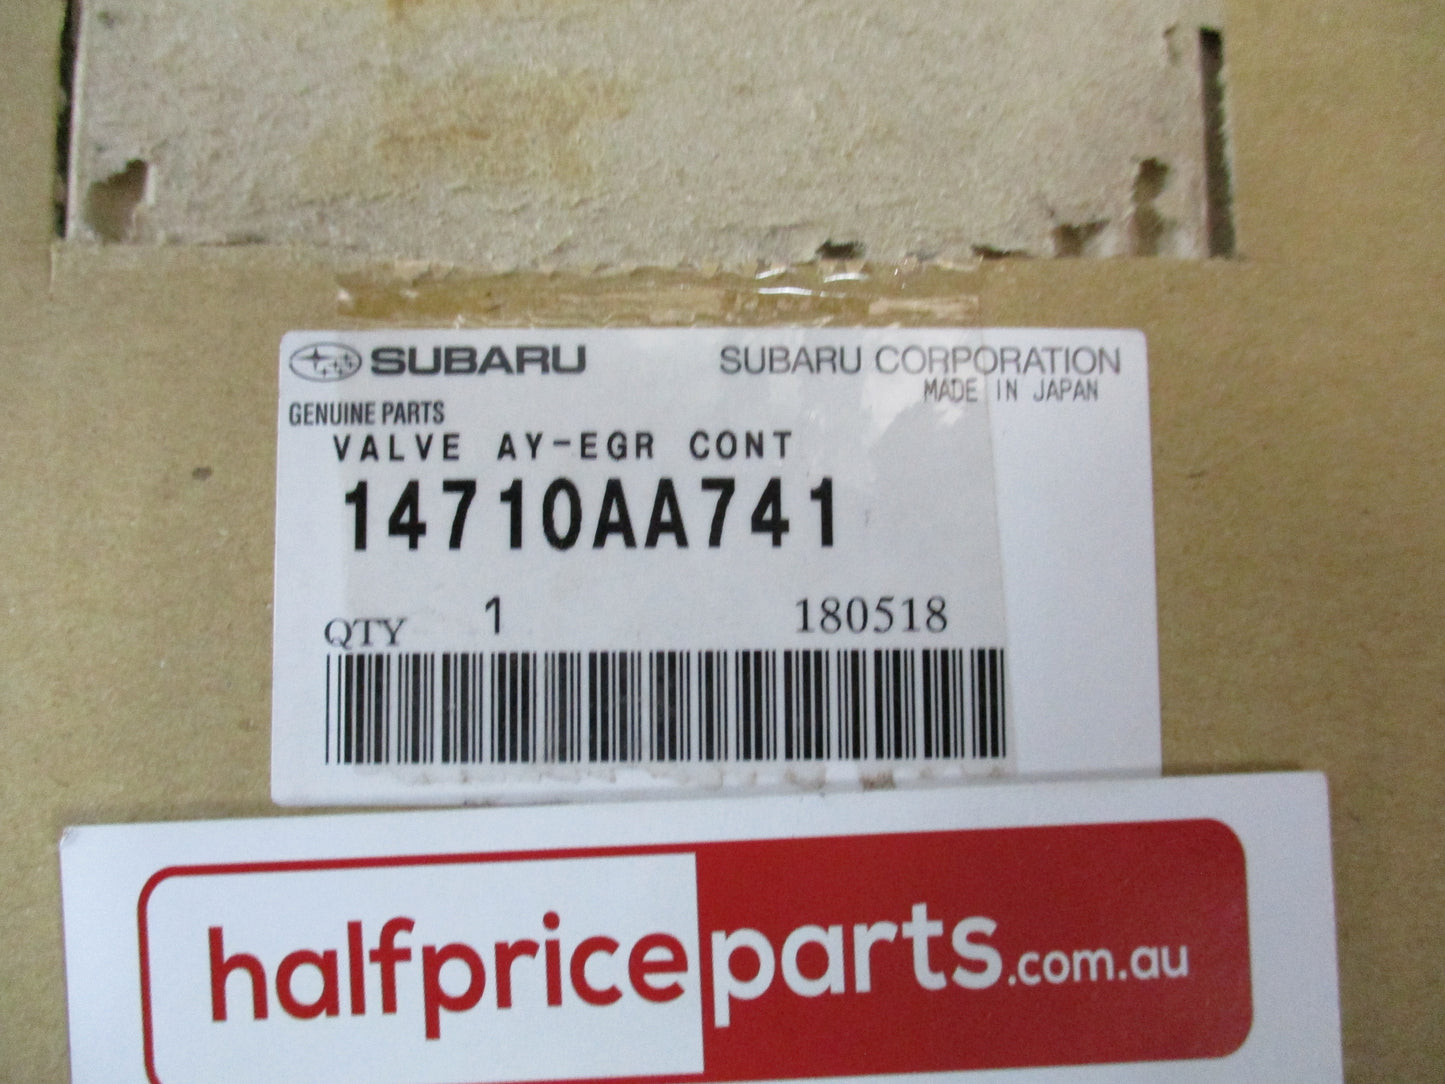 SUBARU SUBARU CORPORATION
MADE IN JAPAN
GENUINE PARTS
VALVE AY-EGR CONT
14710AA741
QTY 1 180518
halfpriceparts.com.au